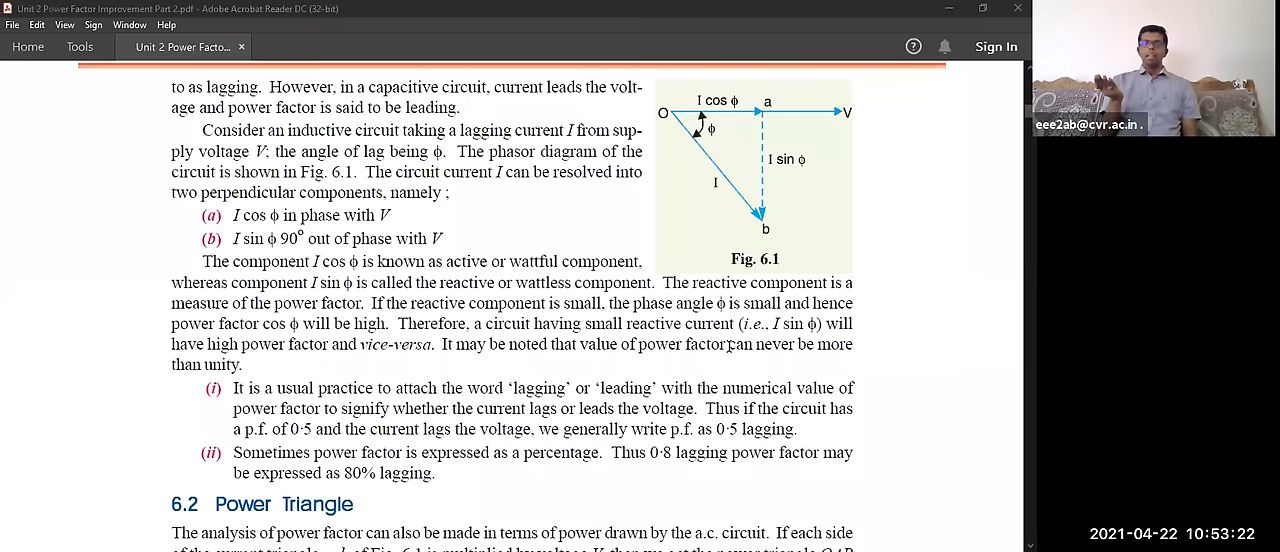 Unit 2 Power Factor Improvement Part 2.pdf - Adobe Acrobat Reader DC (32-bit)
File Edit View Sign Window Help
Home Tools Unit 2 Power Facto... × Sign In
to as lagging. However, in a capacitive circuit, current leads the volt-
age and power factor is said to be leading.
Consider an inductive circuit taking a lagging current I from sup-
ply voltage V; the angle of lag being ϕ. The phasor diagram of the
circuit is shown in Fig. 6.1. The circuit current I can be resolved into
two perpendicular components, namely ;
(a) I cos ϕ in phase with V
(b) I sin ϕ 90° out of phase with V
The component I cos ϕ is known as active or wattful component,
O I cos ϕ a V
ϕ
I sin ϕ
I
b
Fig. 6.1
whereas component I sin ϕ is called the reactive or wattless component. The reactive component is a
measure of the power factor. If the reactive component is small, the phase angle ϕ is small and hence
power factor cos ϕ will be high. Therefore, a circuit having small reactive current (i.e., I sin ϕ) will
have high power factor and vice-versa. It may be noted that value of power factor can never be more
than unity.
(i) It is a usual practice to attach the word ‘lagging’ or ‘leading’ with the numerical value of
power factor to signify whether the current lags or leads the voltage. Thus if the circuit has
a p.f. of 0·5 and the current lags the voltage, we generally write p.f. as 0·5 lagging.
(ii) Sometimes power factor is expressed as a percentage. Thus 0·8 lagging power factor may
be expressed as 80% lagging.
6.2 Power Triangle
The analysis of power factor can also be made in terms of power drawn by the a.c. circuit. If each side
eee2ab@cvr.ac.in .
2021-04-22 10:53:22